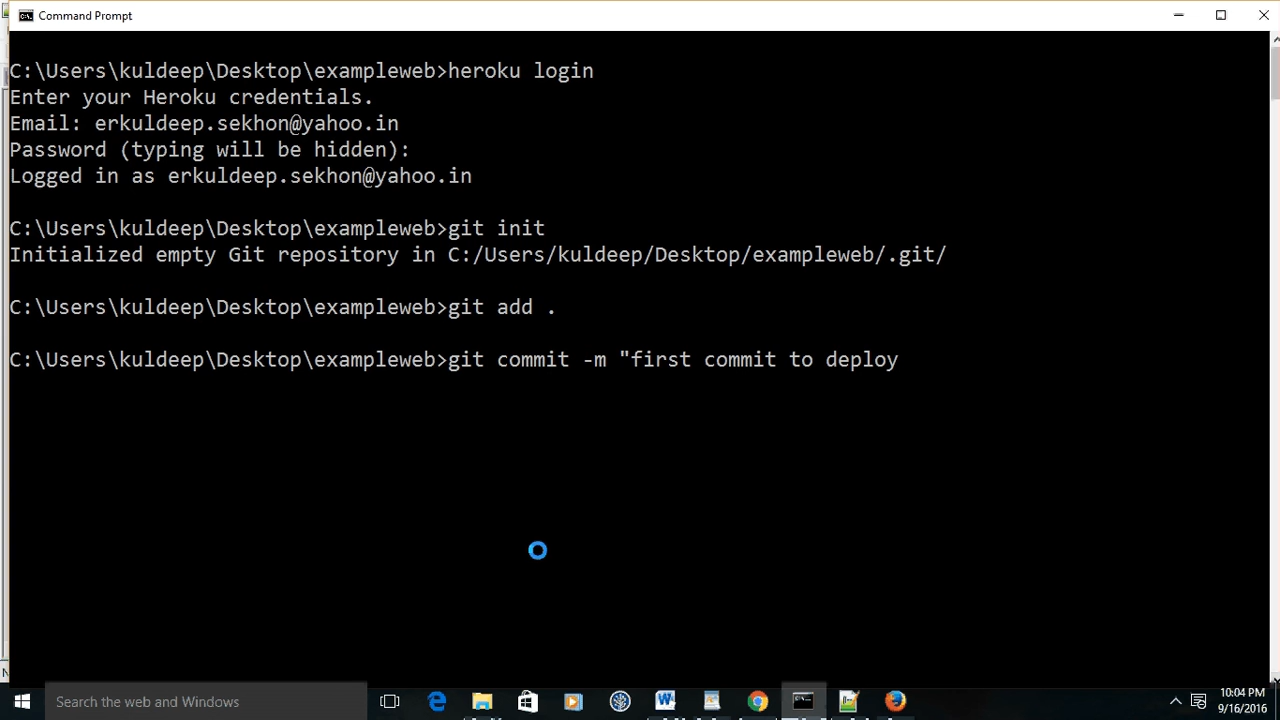 Command Prompt
C:\Users\kuldeep\Desktop\exampleweb>heroku login
Enter your Heroku credentials.
Email: erkuldeep.sekhon@yahoo.in
Password (typing will be hidden):
Logged in as erkuldeep.sekhon@yahoo.in
C:\Users\kuldeep\Desktop\exampleweb>git init
Initialized empty Git repository in C:/Users/kuldeep/Desktop/exampleweb/.git/
C:\Users\kuldeep\Desktop\exampleweb>git add .
C:\Users\kuldeep\Desktop\exampleweb>git commit -m "first commit to deploy
Search the web and Windows
10:04 PM
9/16/2016